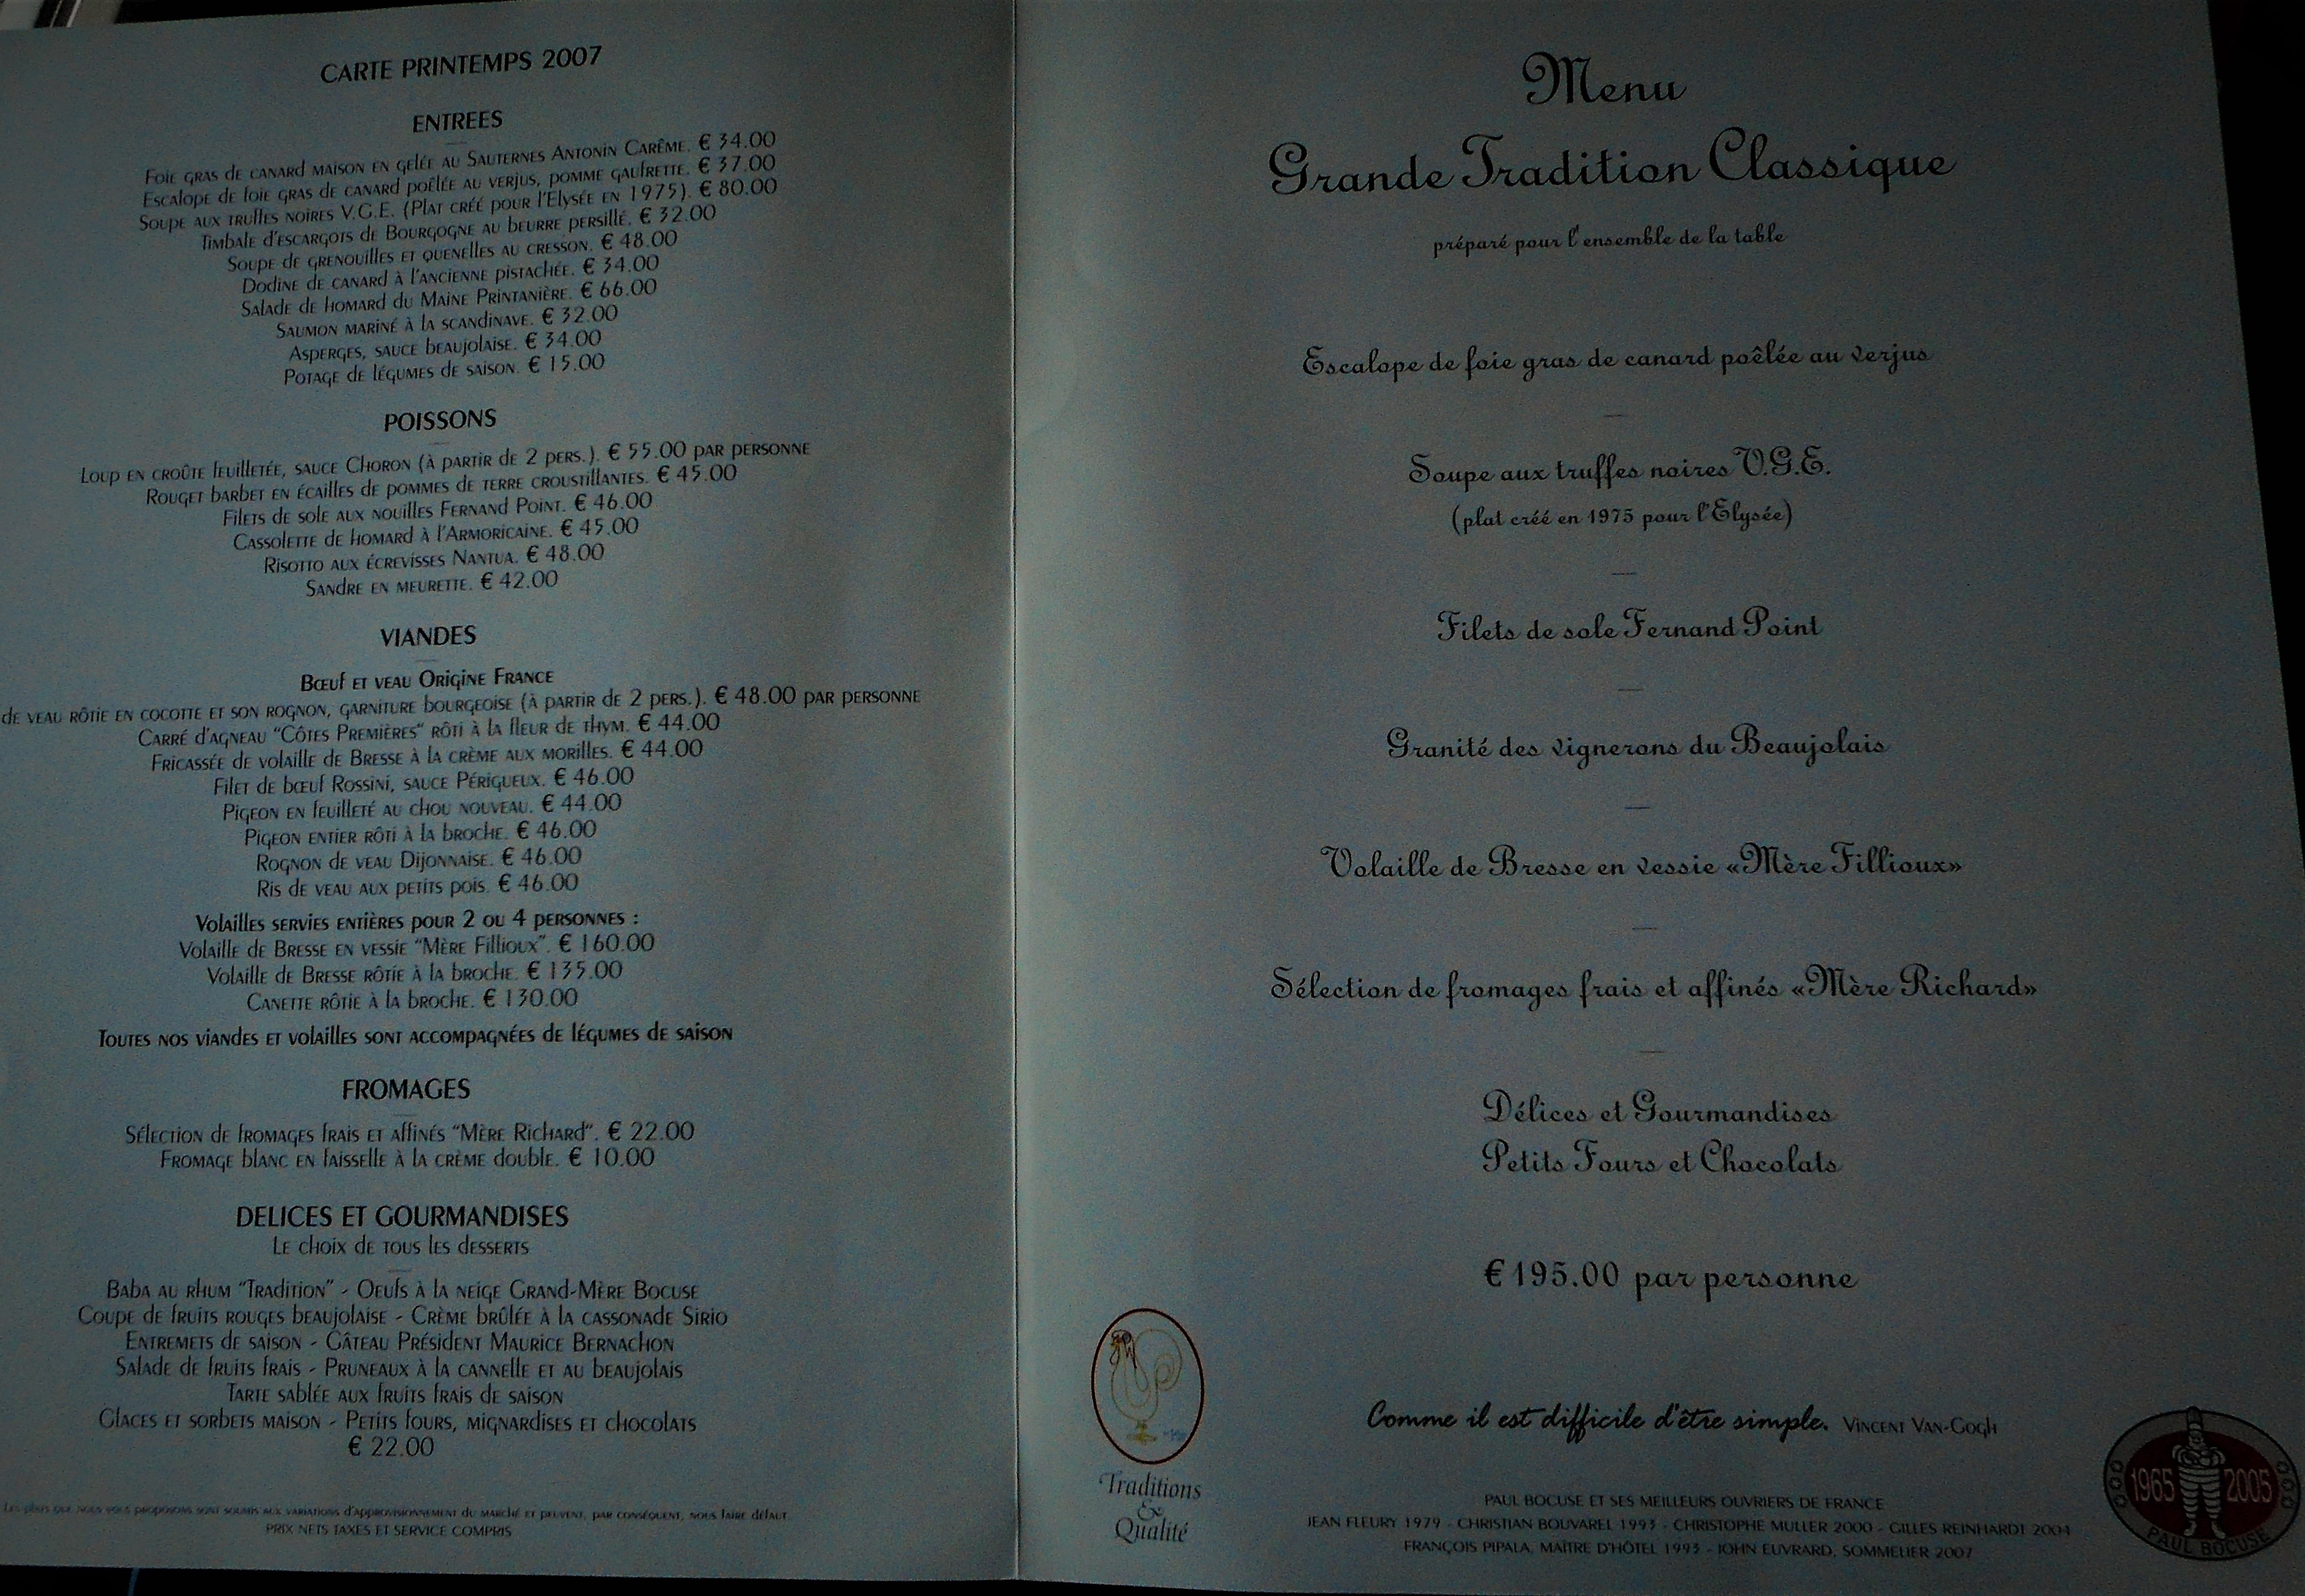 CARTE PRINTEMPS 2007
ENTREES
Foie gras de canard maison en gelée au Sauternes Antonin Carême. € 34.00
Escalope de foie gras de canard poêlée au verjus, pomme gaufrette. € 37.00
Soupe aux truffes noires V.G.E. (Plat créé pour l'Elysée en 1975). € 80.00
Timbale d'escargots de Bourgogne au beurre persillé. € 32.00
Soupe de grenouilles et quenelles au cresson. € 48.00
Dodine de canard à l'ancienne pistachée. € 34.00
Salade de homard du Maine Printanière. € 66.00
Saumon mariné à la scandinave. € 32.00
Asperges, sauce beaujolaise. € 34.00
Potage de légumes de saison. € 15.00
POISSONS
Loup en croûte feuilletée, sauce Choron (à partir de 2 pers.). € 55.00 par personne
Rouget barbet en écailles de pommes de terre croustillantes. € 45.00
Filets de sole aux nouilles Fernand Point. € 46.00
Cassolette de homard à l'Armoricaine. € 45.00
Risotto aux écrevisses Nantua. € 48.00
Sandre en meurette. € 42.00
VIANDES
Bœuf et veau Origine France
de veau rôtie en cocotte et son rognon, garniture bourgeoise (à partir de 2 pers.). € 48.00 par personne
Carré d'agneau "Côtes Premières" rôti à la fleur de thym. € 44.00
Fricassée de volaille de Bresse à la crème aux morilles. € 44.00
Filet de bœuf Rossini, sauce Périgueux. € 46.00
Pigeon en feuilleté au chou nouveau. € 44.00
Pigeon entier rôti à la broche. € 46.00
Rognon de veau Dijonnaise. € 46.00
Ris de veau aux petits pois. € 46.00
Volailles servies entières pour 2 ou 4 personnes :
Volaille de Bresse en vessie "Mère Fillioux". € 160.00
Volaille de Bresse rôtie à la broche. € 135.00
Canette rôtie à la broche. € 130.00
Toutes nos viandes et volailles sont accompagnées de légumes de saison
FROMAGES
Sélection de fromages frais et affinés "Mère Richard". € 22.00
Fromage blanc en faisselle à la crème double. € 10.00
DELICES ET GOURMANDISES
Le choix de tous les desserts
Baba au rhum "Tradition" - Oeufs à la neige Grand-Mère Bocuse
Coupe de fruits rouges beaujolaise - Crème brûlée à la cassonade Sirio
Entremets de saison - Gâteau Président Maurice Bernachon
Salade de fruits frais - Pruneaux à la cannelle et au beaujolais
Tarte sablée aux fruits frais de saison
Glaces et sorbets maison - Petits fours, mignardises et chocolats
€ 22.00
Les plats que nous vous proposons sont soumis aux variations d'approvisionnement du marché et peuvent, par conséquent, nous faire défaut
PRIX NETS TAXES ET SERVICE COMPRIS
Menu
Grande Tradition Classique
préparé pour l'ensemble de la table
Escalope de foie gras de canard poêlée au verjus
Soupe aux truffes noires V.G.E.
(plat créé en 1975 pour l'Elysée)
Filets de sole Fernand Point
Granité des vignerons du Beaujolais
Volaille de Bresse en vessie «Mère Fillioux»
Sélection de fromages frais et affinés «Mère Richard»
Délices et Gourmandises
Petits Fours et Chocolats
€ 195.00 par personne
Comme il est difficile d'être simple. Vincent Van-Gogh
Traditions
&
Qualité
PAUL BOCUSE ET SES MEILLEURS OUVRIERS DE FRANCE
JEAN FLEURY 1979 - CHRISTIAN BOUVAREL 1993 - CHRISTOPHE MULLER 2000 - GILLES REINHARDT 2004
FRANÇOIS PIPALA, MAÎTRE D'HÔTEL 1993 - JOHN EUVRARD, SOMMELIER 2007
1965 2005
PAUL BOCUSE